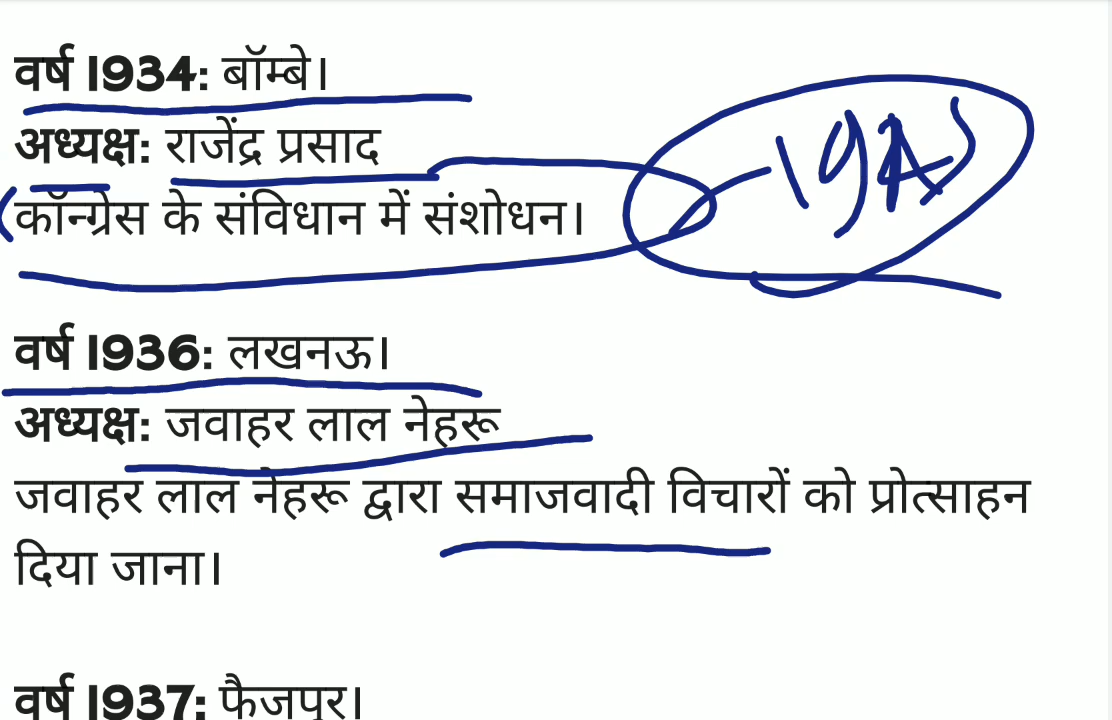 वर्ष 1934: बॉम्बे।
अध्यक्ष: राजेंद्र प्रसाद
कॉन्ग्रेस के संविधान में संशोधन।
वर्ष 1936: लखनऊ।
अध्यक्ष: जवाहर लाल नेहरू
जवाहर लाल नेहरू द्वारा समाजवादी विचारों को प्रोत्साहन
दिया जाना।
वर्ष 1937: फैजपुर।